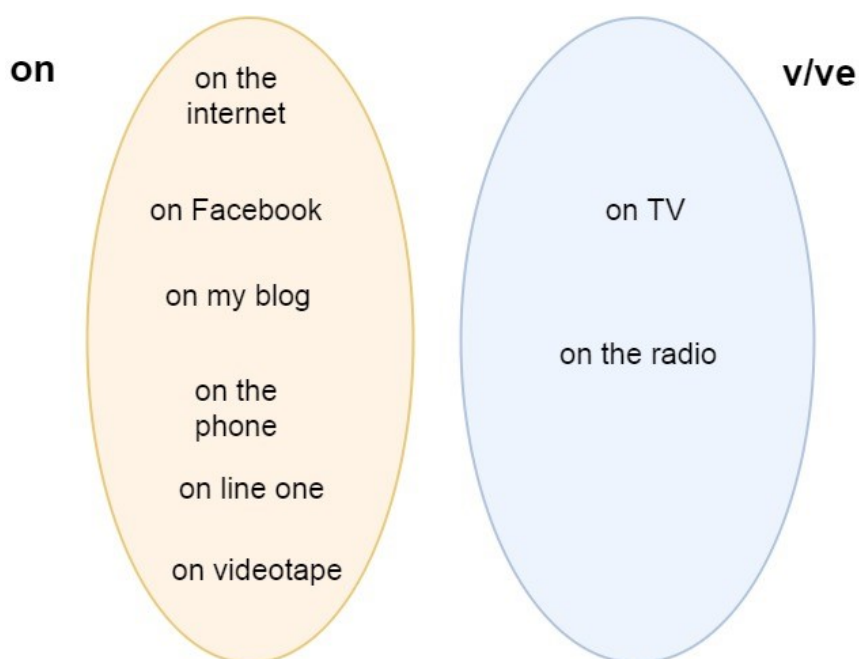 on
on the
internet
on Facebook
on my blog
on the
phone
on line one
on videotape
v/ve
on TV
on the radio